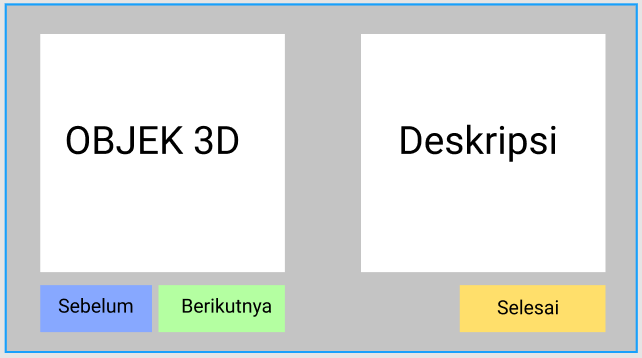 OBJEK 3D
Deskripsi
Sebelum
Berikutnya
Selesai